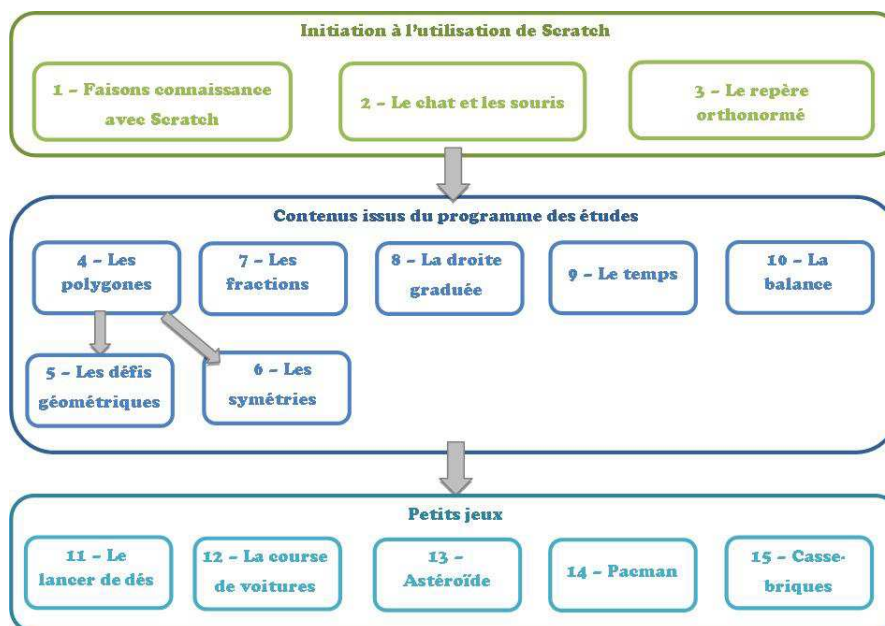 Initiation à l'utilisation de Scratch
1 – Faisons connaissance
avec Scratch
2 – Le chat et les souris
3 – Le repère
orthonormé
Contenus issus du programme des études
4 – Les
polygones
7 – Les
fractions
8 – La droite
graduée
9 – Le temps
10 – La
balance
5 – Les défis
géométriques
6 – Les
symétries
Petits jeux
11 – Le
lancer de dés
12 – La course
de voitures
13 –
Astéroïde
14 – Pacman
15 – Casse-
briques